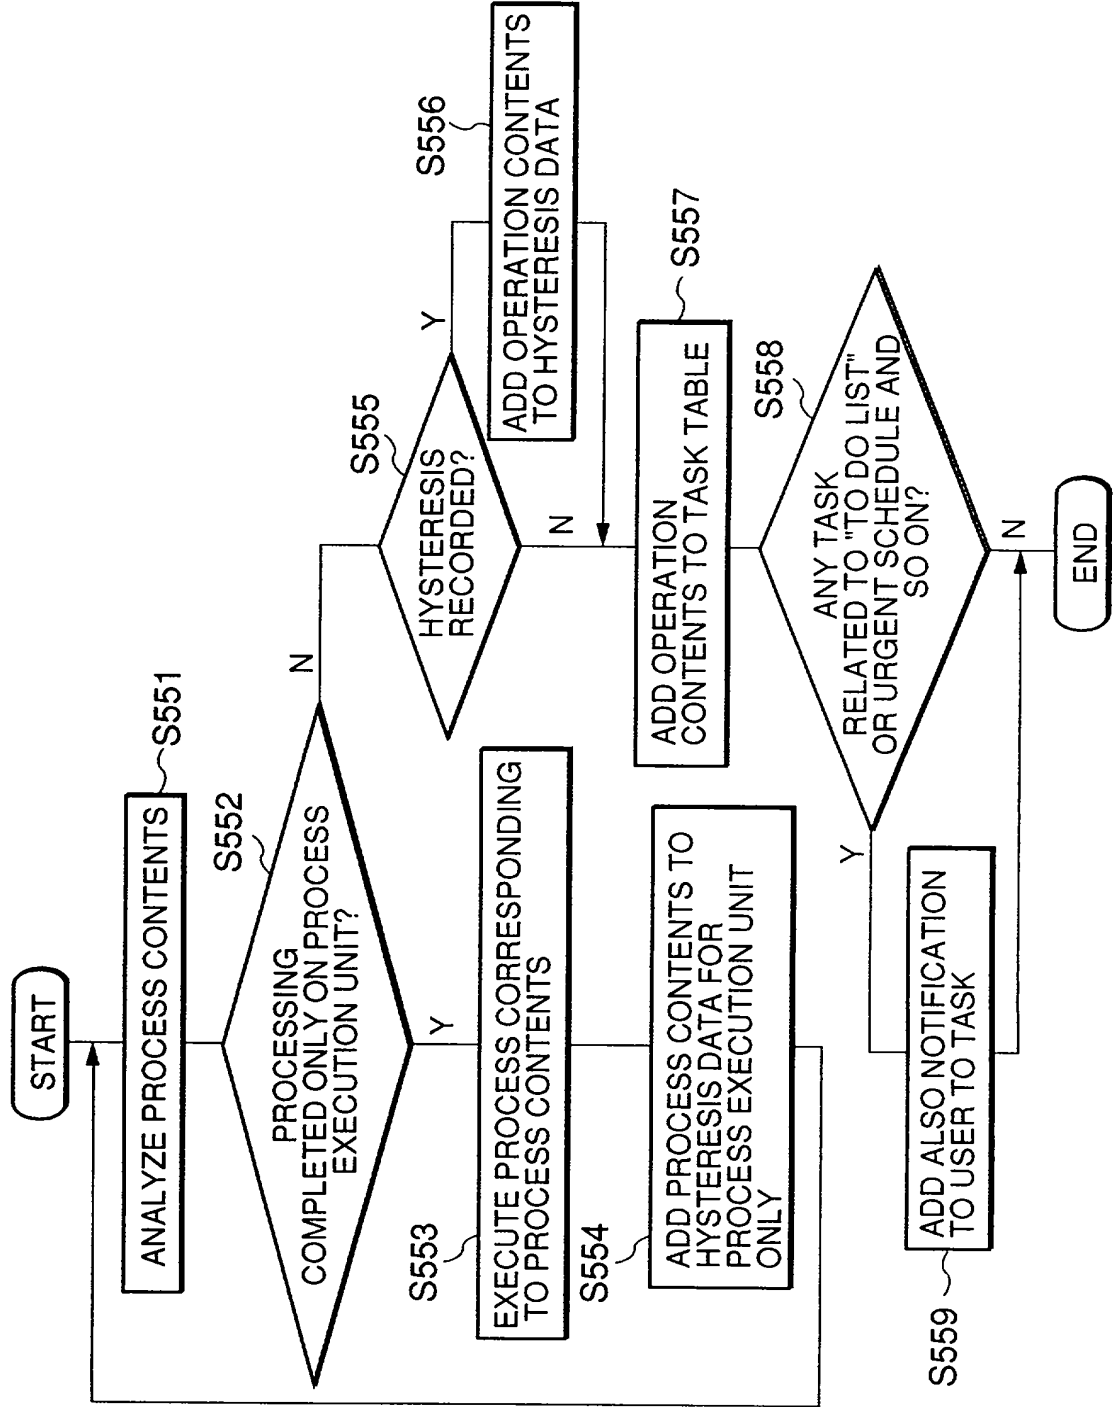 START
S551
ANALYZE PROCESS CONTENTS
S552
PROCESSING
COMPLETED ONLY ON PROCESS
EXECUTION UNIT?
N
Y
S553
EXECUTE PROCESS CORRESPONDING
TO PROCESS CONTENTS
S554
ADD PROCESS CONTENTS TO
HYSTERESIS DATA FOR
PROCESS EXECUTION UNIT
ONLY
S555
HYSTERESIS
RECORDED?
Y
N
S556
ADD OPERATION CONTENTS
TO HYSTERESIS DATA
S557
ADD OPERATION
CONTENTS TO TASK TABLE
S558
ANY TASK
RELATED TO "TO DO LIST"
OR URGENT SCHEDULE AND
SO ON?
Y
N
S559
ADD ALSO NOTIFICATION
TO USER TO TASK
END